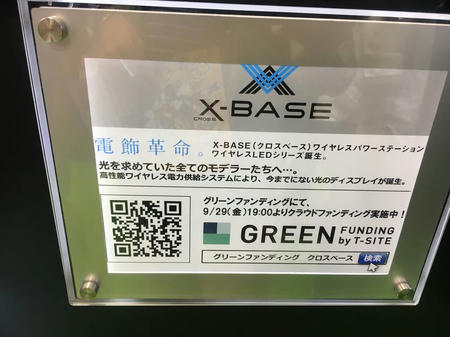 CROSS
X-BASE
電飾革命。
X-BASE(クロスベース)ワイヤレスパワーステーション
ワイヤレスLEDシリーズ誕生。
光を求めていた全てのモデラーたちへ…。
高性能ワイヤレス電力供給システムにより、今までにない光のディスプレイが誕生。
グリーンファンディングにて、
9/29(金)19:00よりクラウドファンディング実施中!
GREEN FUNDING
by T-SITE
グリーンファンディング クロスベース 検索